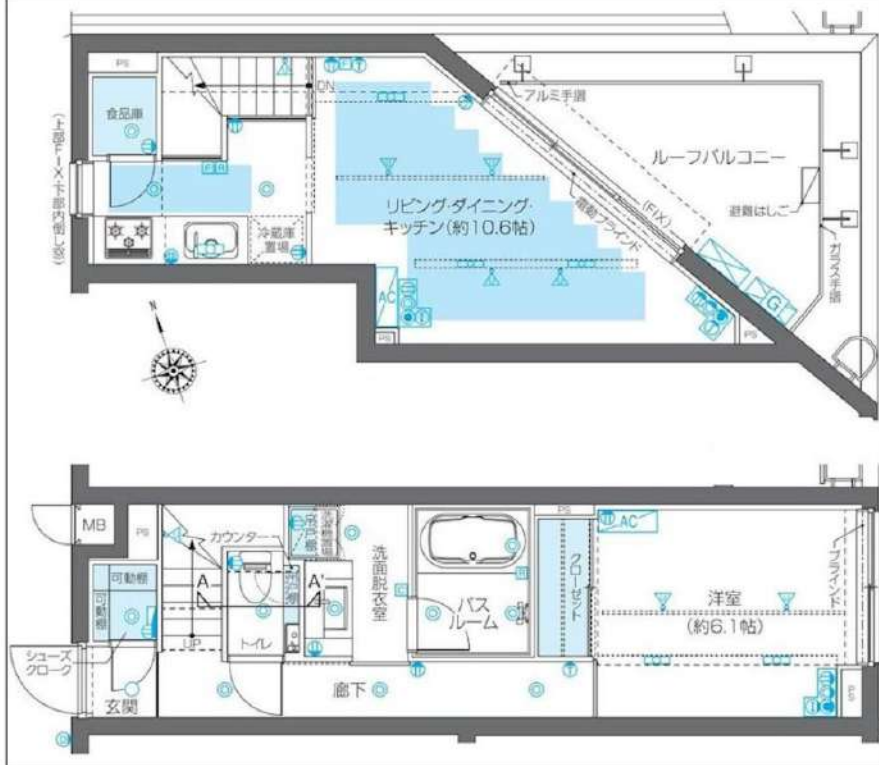 PS
食品庫
DN
アルミ手摺
ルーフバルコニー
避難はしご
(上部FIX・下部内倒し窓)
リビング・ダイニング・
キッチン(約10.6帖)
(FIX)
電動ブラインド
ガラス手摺
冷蔵庫
置場
F R
AC
G
PS
PS
N
MB
PS
カウンター
PS
AC
可動棚
可動棚
A
A'
洗面脱衣室
バス
ルーム
クローゼット
洋室
(約6.1帖)
ブラインド
UP
トイレ
シューズ
クローク
玄関
廊下